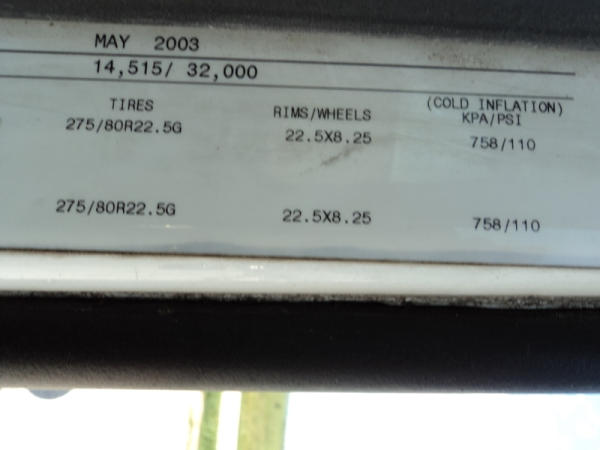 MAY 2003
14,515/ 32,000
TIRES RIMS/WHEELS (COLD INFLATION)
KPA/PSI
275/80R22.5G 22.5X8.25 758/110
275/80R22.5G 22.5X8.25 758/110